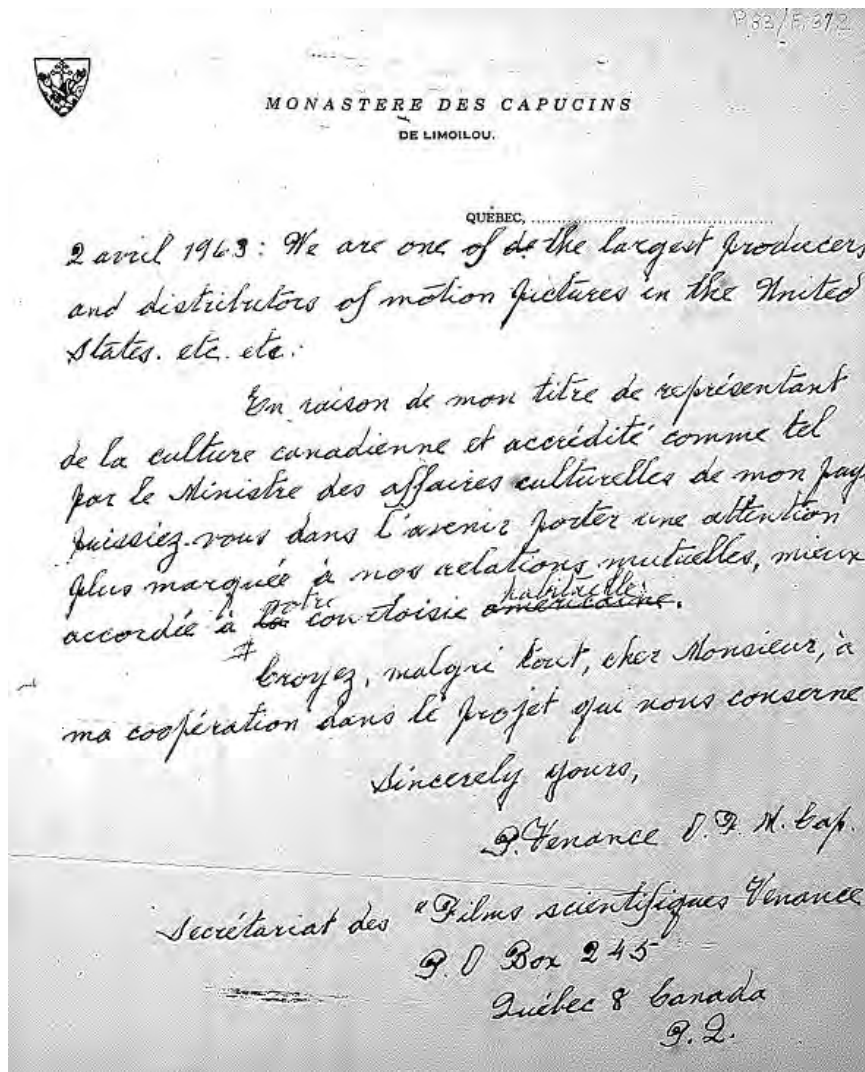 P83/F,372
MONASTERE DES CAPUCINS
DE LIMOILOU.
QUÉBEC, ........................................
2 avril 1963: We are one of de the largest producers
and distributors of motion pictures in the United
States. etc. etc.
En raison de mon titre de représentant
de la culture canadienne et accrédité comme tel
par le Ministre des affaires culturelles de mon pays
puissiez-vous dans l'avenir porter une attention
plus marquée à nos relations mutuelles, mieux
votre habituelle
accordée à la courtoisie américaine.
# Croyez, malgré tout, cher Monsieur, à
ma coopération dans le projet qui nous conserne
Sincerely yours,
P. Venance O.F.M. Cap.
Secrétariat des "Films scientifiques Venance
P.O Box 245
Québec 8 Canada
P.Q.